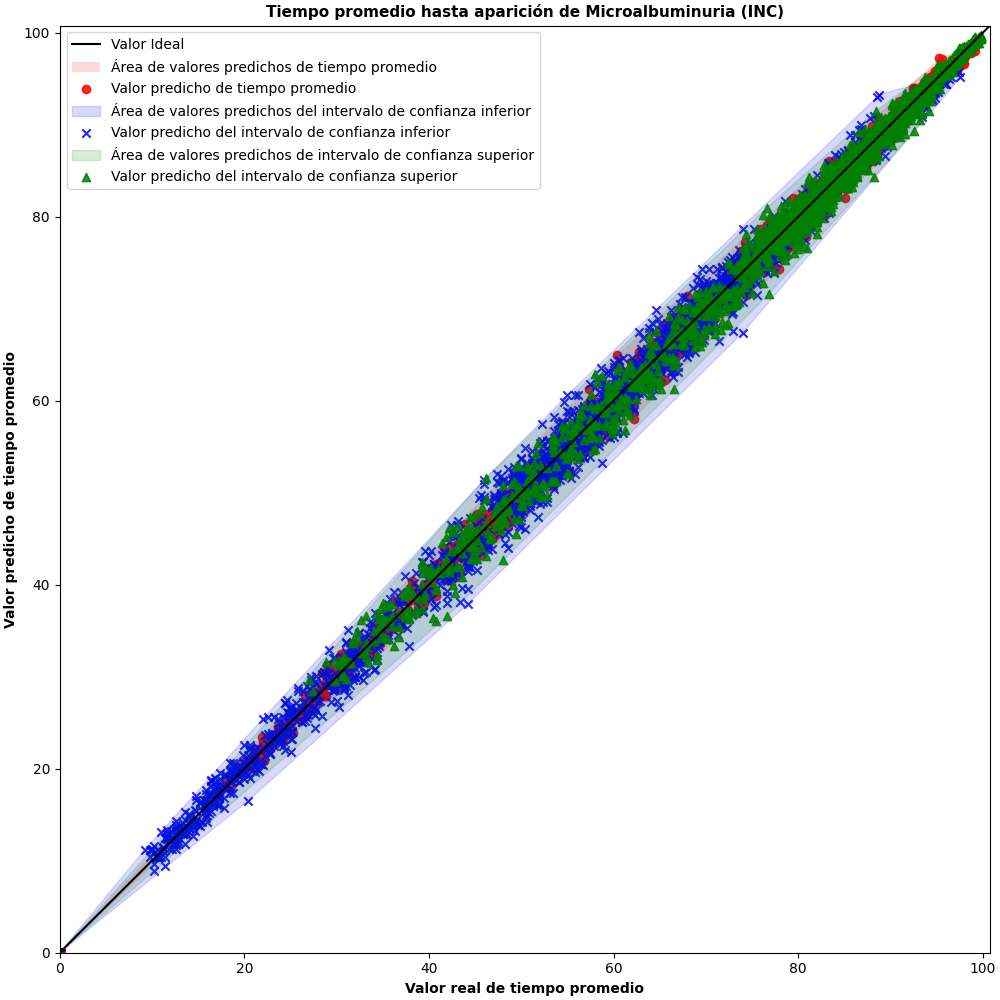 Tiempo promedio hasta aparición de Microalbuminuria (INC)
Valor Ideal
Área de valores predichos de tiempo promedio
Valor predicho de tiempo promedio
Área de valores predichos del intervalo de confianza inferior
Valor predicho del intervalo de confianza inferior
Área de valores predichos de intervalo de confianza superior
Valor predicho del intervalo de confianza superior
Valor predicho de tiempo promedio
100
80
60
40
20
0
0 20 40 60 80 100
Valor real de tiempo promedio